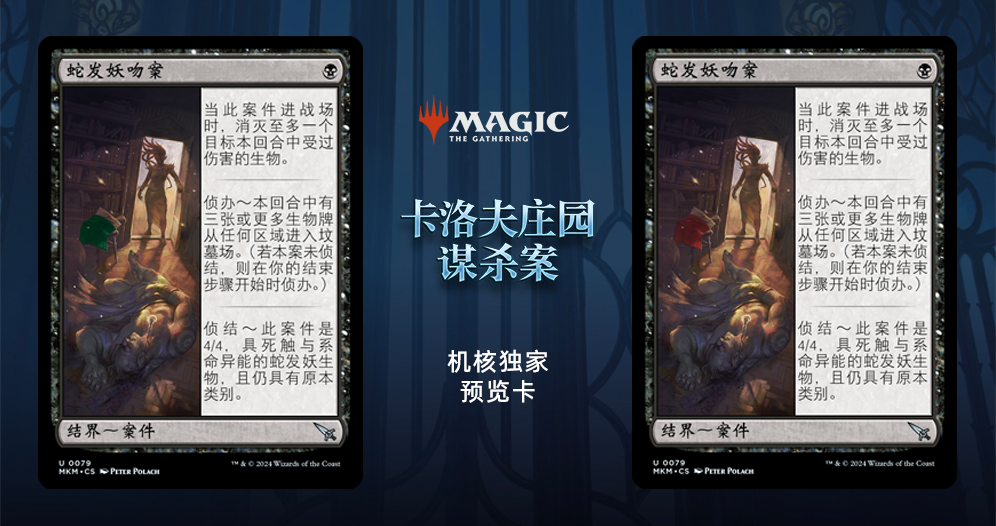 蛇发妖吻案
当此案件进战场
时，消灭至多一个
目标本回合中受过
伤害的生物。
侦办～本回合中有
三张或更多生物牌
从任何区域进入坟
墓场。（若本案未侦
结，则在你的结束
步骤开始时侦办。）
侦结～此案件是
4/4，具死触与系
命异能的蛇发妖生
物，且仍具有原本
类别。
结界～案件
U 0079
MKM • CS PETER POLACH
™ & © 2024 Wizards of the Coast
MAGIC
THE GATHERING
卡洛夫庄园
谋杀案
机核独家
预览卡
蛇发妖吻案
当此案件进战场
时，消灭至多一个
目标本回合中受过
伤害的生物。
侦办～本回合中有
三张或更多生物牌
从任何区域进入坟
墓场。（若本案未侦
结，则在你的结束
步骤开始时侦办。）
侦结～此案件是
4/4，具死触与系
命异能的蛇发妖生
物，且仍具有原本
类别。
结界～案件
U 0079
MKM • CS PETER POLACH
™ & © 2024 Wizards of the Coast